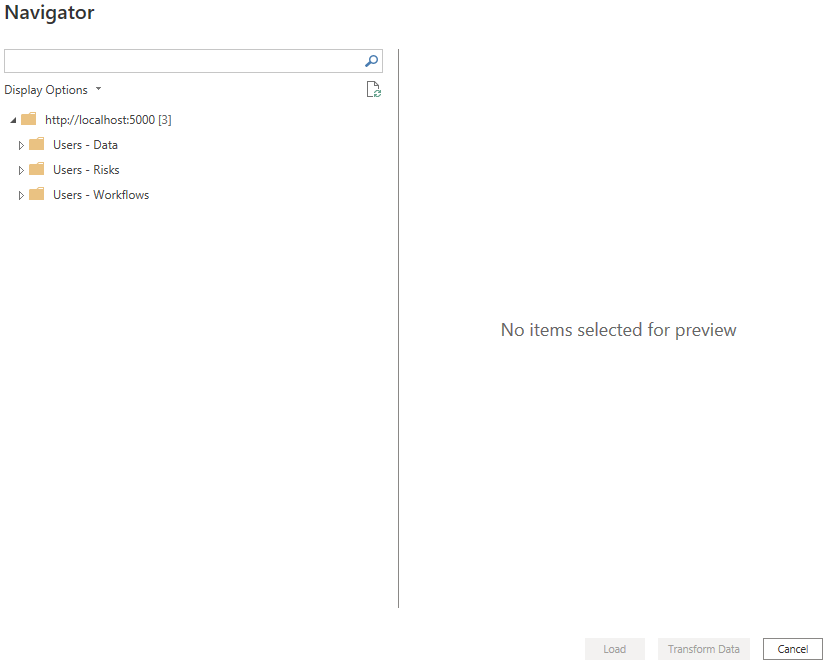 Navigator
Display Options
http://localhost:5000 [3]
Users - Data
Users - Risks
Users - Workflows
No items selected for preview
Load
Transform Data
Cancel